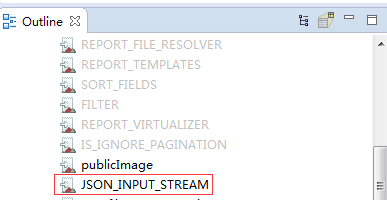 Outline
REPORT_FILE_RESOLVER
REPORT_TEMPLATES
SORT_FIELDS
FILTER
REPORT_VIRTUALIZER
IS_IGNORE_PAGINATION
publicImage
JSON_INPUT_STREAM